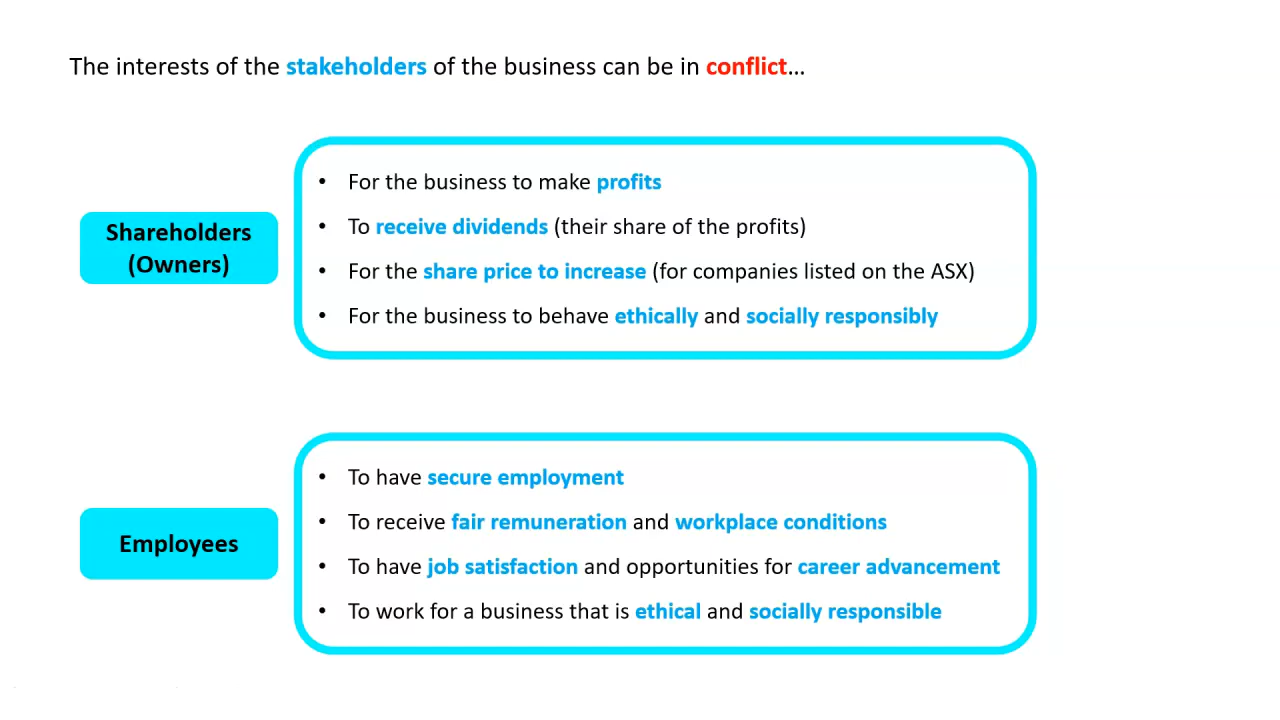 The interests of the stakeholders of the business can be in conflict...
Shareholders
(Owners)
• For the business to make profits
• To receive dividends (their share of the profits)
• For the share price to increase (for companies listed on the ASX)
• For the business to behave ethically and socially responsibly
Employees
• To have secure employment
• To receive fair remuneration and workplace conditions
• To have job satisfaction and opportunities for career advancement
• To work for a business that is ethical and socially responsible